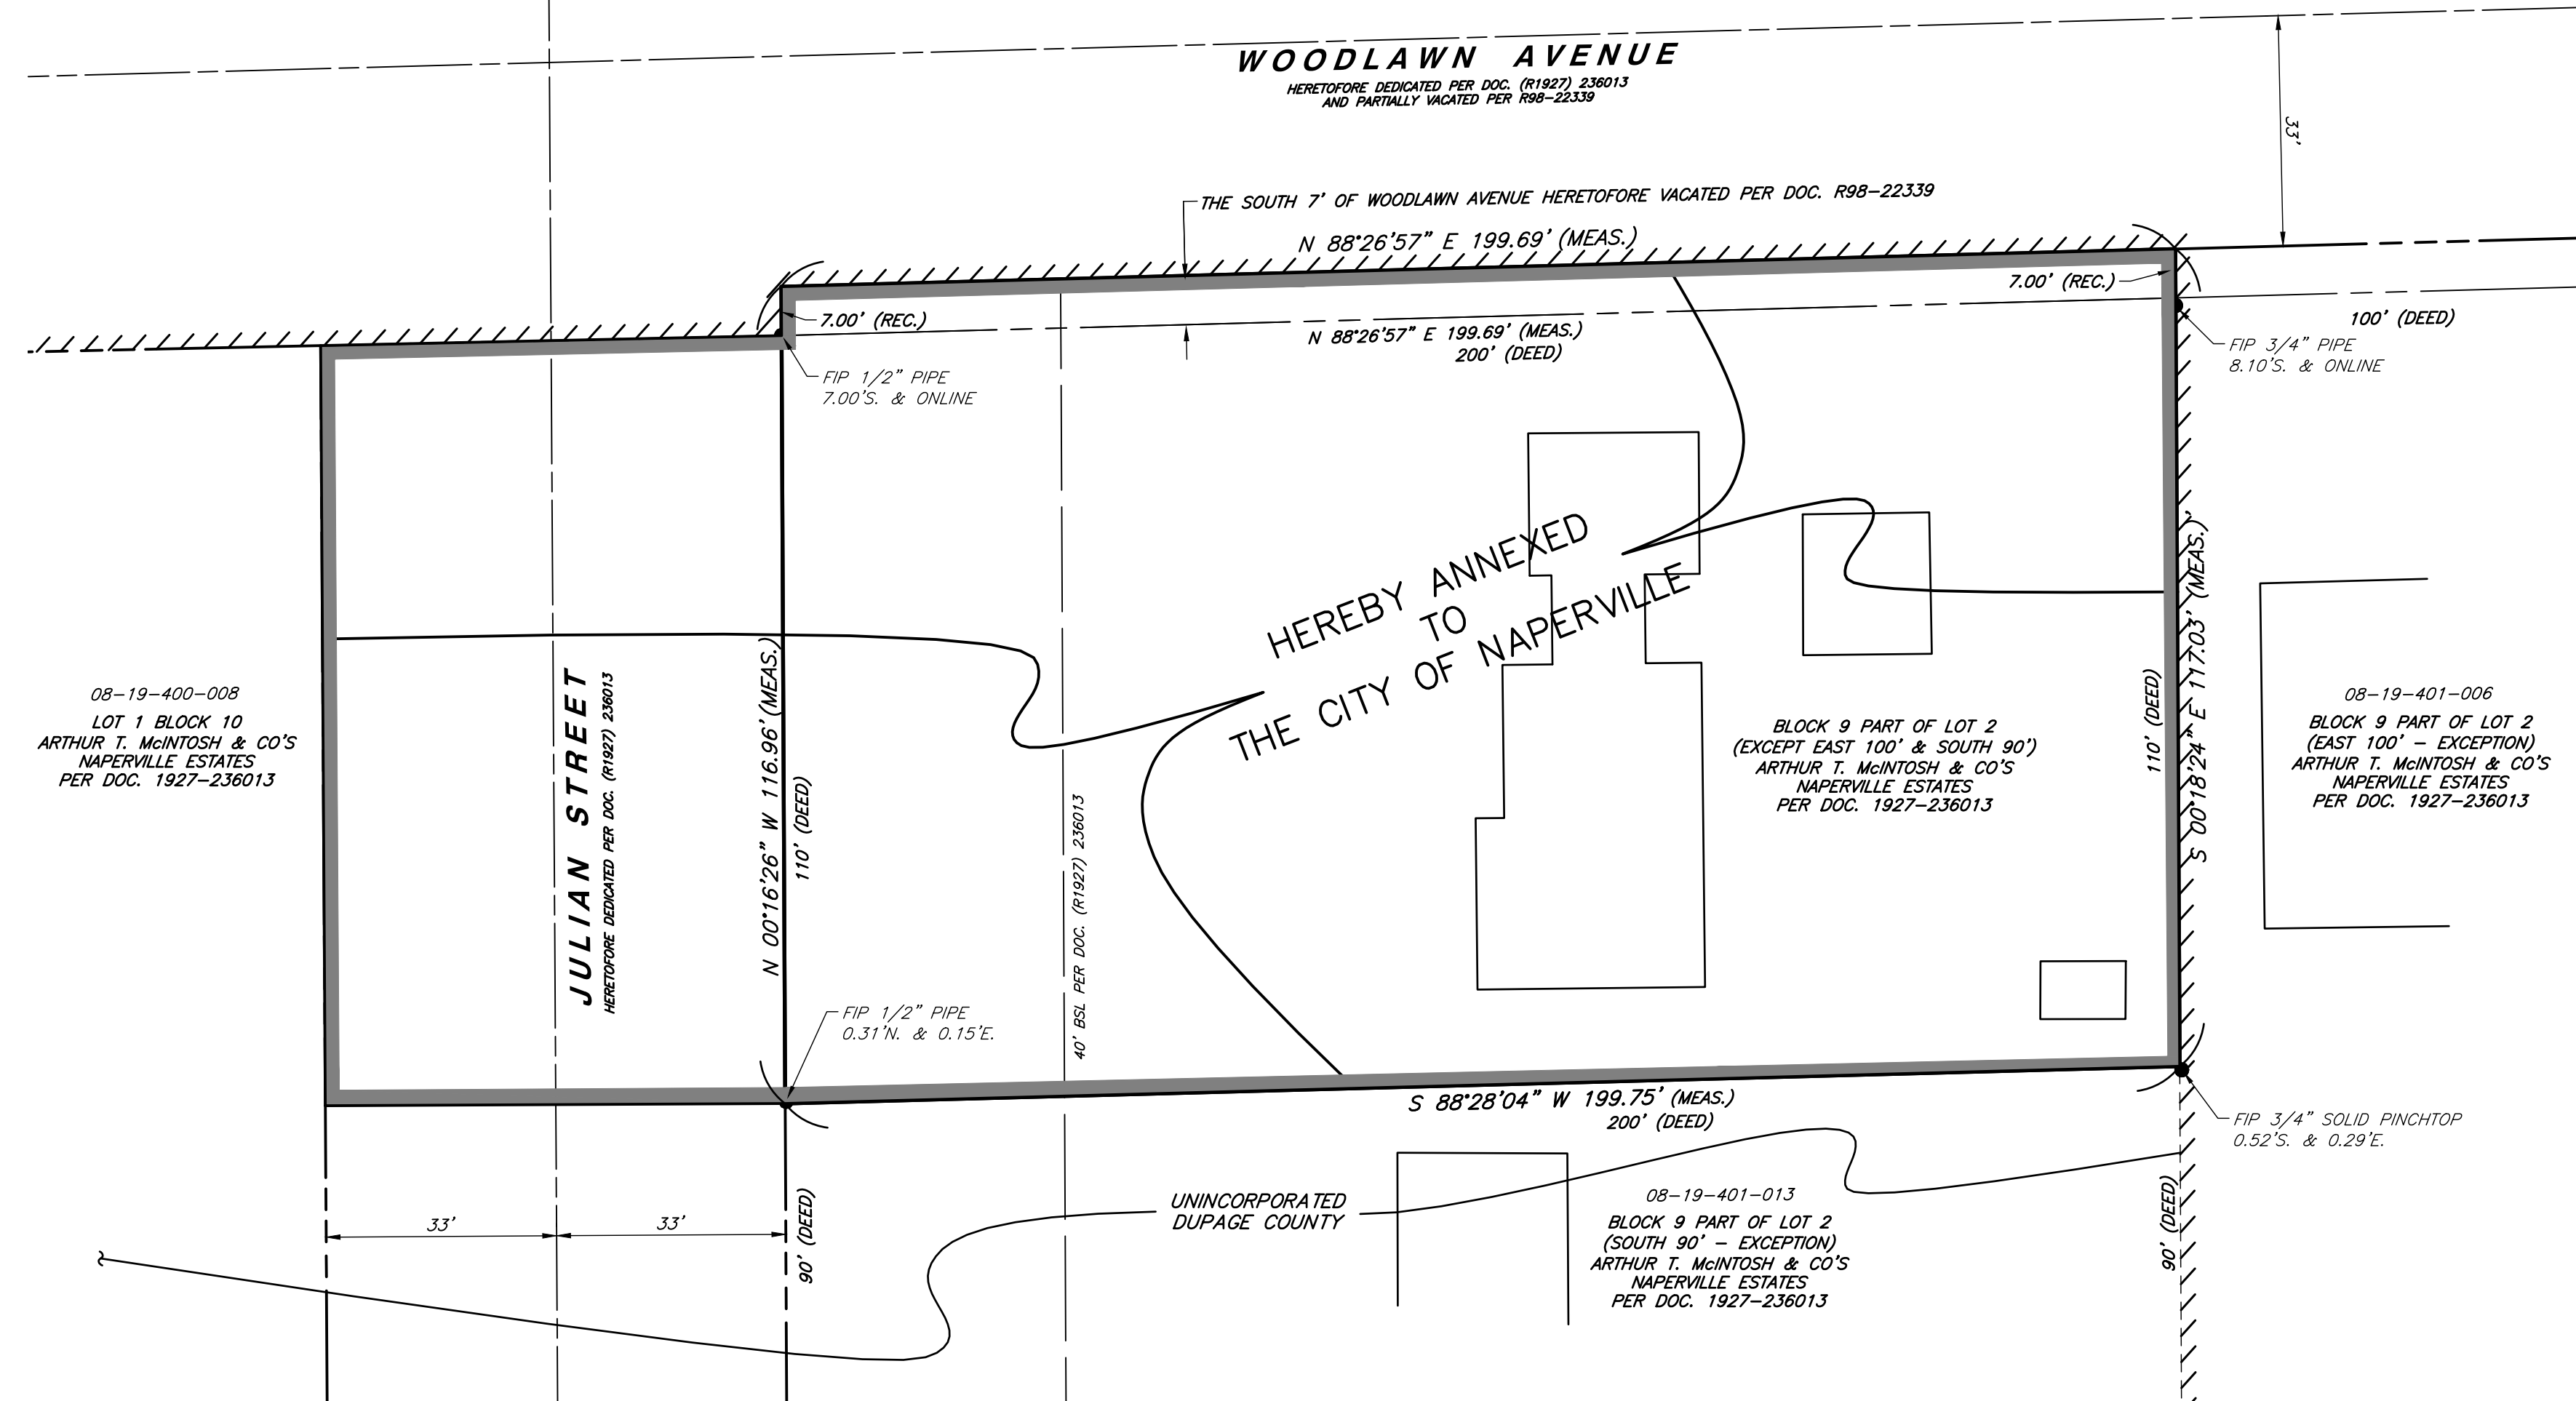 WOODLAWN AVENUE
HERETOFORE DEDICATED PER DOC. (R1927) 236013
AND PARTIALLY VACATED PER R98-22339
33'
THE SOUTH 7' OF WOODLAWN AVENUE HERETOFORE VACATED PER DOC. R98-22339
N 88°26'57" E 199.69' (MEAS.)
7.00' (REC.)
7.00' (REC.)
N 88°26'57" E 199.69' (MEAS.)
200' (DEED)
100' (DEED)
FIP 3/4" PIPE
8.10'S. & ONLINE
FIP 1/2" PIPE
7.00'S. & ONLINE
HEREBY ANNEXED
TO
THE CITY OF NAPERVILLE
08-19-400-008
LOT 1 BLOCK 10
ARTHUR T. McINTOSH & CO'S
NAPERVILLE ESTATES
PER DOC. 1927-236013
JULIAN STREET
HERETOFORE DEDICATED PER DOC. (R1927) 236013
N 00°16'26" W 116.96' (MEAS.)
110' (DEED)
40' BSL PER DOC. (R1927) 236013
BLOCK 9 PART OF LOT 2
(EXCEPT EAST 100' & SOUTH 90')
ARTHUR T. McINTOSH & CO'S
NAPERVILLE ESTATES
PER DOC. 1927-236013
110' (DEED)
S 00°18'24" E 117.03' (MEAS.)
08-19-401-006
BLOCK 9 PART OF LOT 2
(EAST 100' - EXCEPTION)
ARTHUR T. McINTOSH & CO'S
NAPERVILLE ESTATES
PER DOC. 1927-236013
FIP 1/2" PIPE
0.31'N. & 0.15'E.
S 88°28'04" W 199.75' (MEAS.)
200' (DEED)
FIP 3/4" SOLID PINCHTOP
0.52'S. & 0.29'E.
33'
33'
90' (DEED)
UNINCORPORATED
DUPAGE COUNTY
08-19-401-013
BLOCK 9 PART OF LOT 2
(SOUTH 90' - EXCEPTION)
ARTHUR T. McINTOSH & CO'S
NAPERVILLE ESTATES
PER DOC. 1927-236013
90' (DEED)